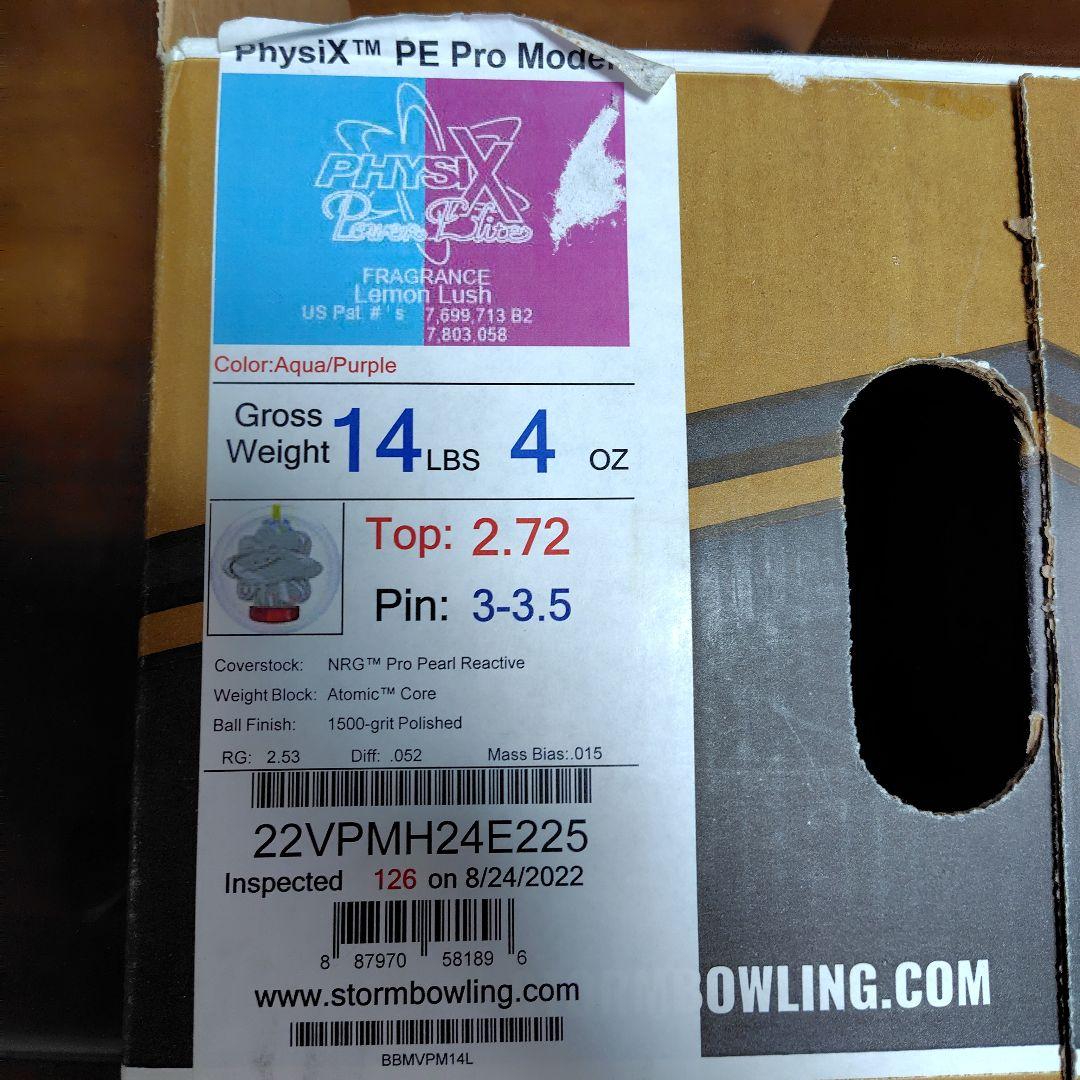 PhysiX™ PE Pro Model
PHYSIX
Power Elite
FRAGRANCE
Lemon Lush
US Pat. # ' s 7,699,713 B2
7,803,058
Color:Aqua/Purple
Gross Weight 14 LBS 4 OZ
Top: 2.72
Pin: 3-3.5
Coverstock: NRG™ Pro Pearl Reactive
Weight Block: Atomic™ Core
Ball Finish: 1500-grit Polished
RG: 2.53 Diff: .052 Mass Bias:.015
22VPMH24E225
Inspected 126 on 8/24/2022
8 87970 58189 6
www.stormbowling.com
BBMVPM14L
MBOWLING.COM